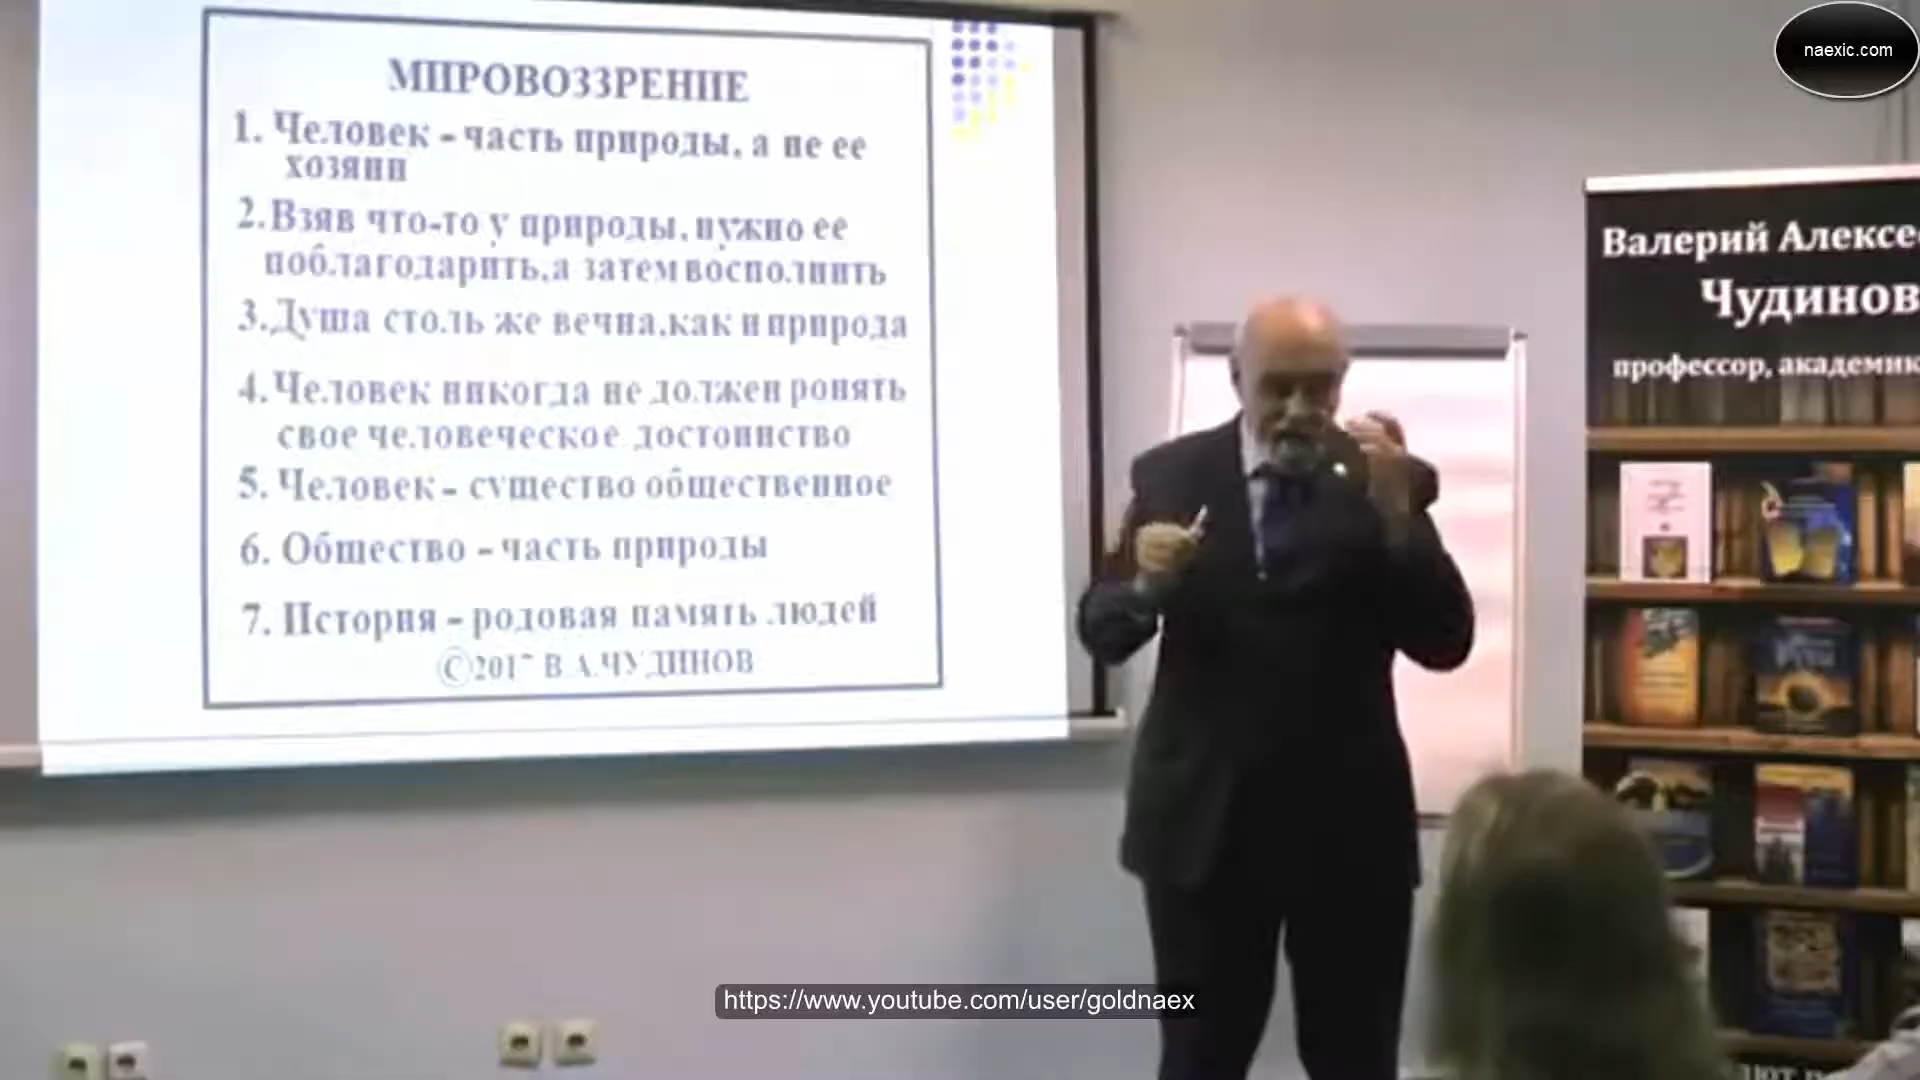 МИРОВОЗЗРЕНИЕ
1. Человек – часть природы, а не ее
хозяин
2. Взяв что-то у природы, нужно ее
поблагодарить, а затем восполнить
3. Душа столь же вечна, как и природа
4. Человек никогда не должен ронять
свое человеческое достоинство
5. Человек – существо общественное
6. Общество – часть природы
7. История – родовая память людей
©2017 В.А.ЧУДИНОВ
naexic.com
Валерий Алексе
Чудинов
профессор, академик
https://www.youtube.com/user/goldnaex